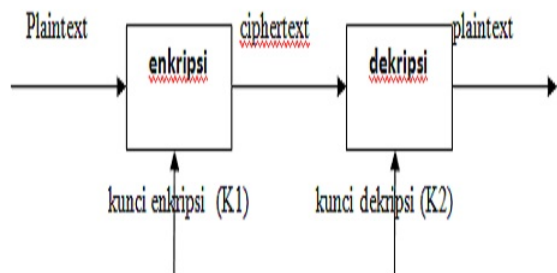 Plaintext ciphertext plaintext
enkripsi dekripsi
kunci enkripsi (K1) kunci dekripsi (K2)